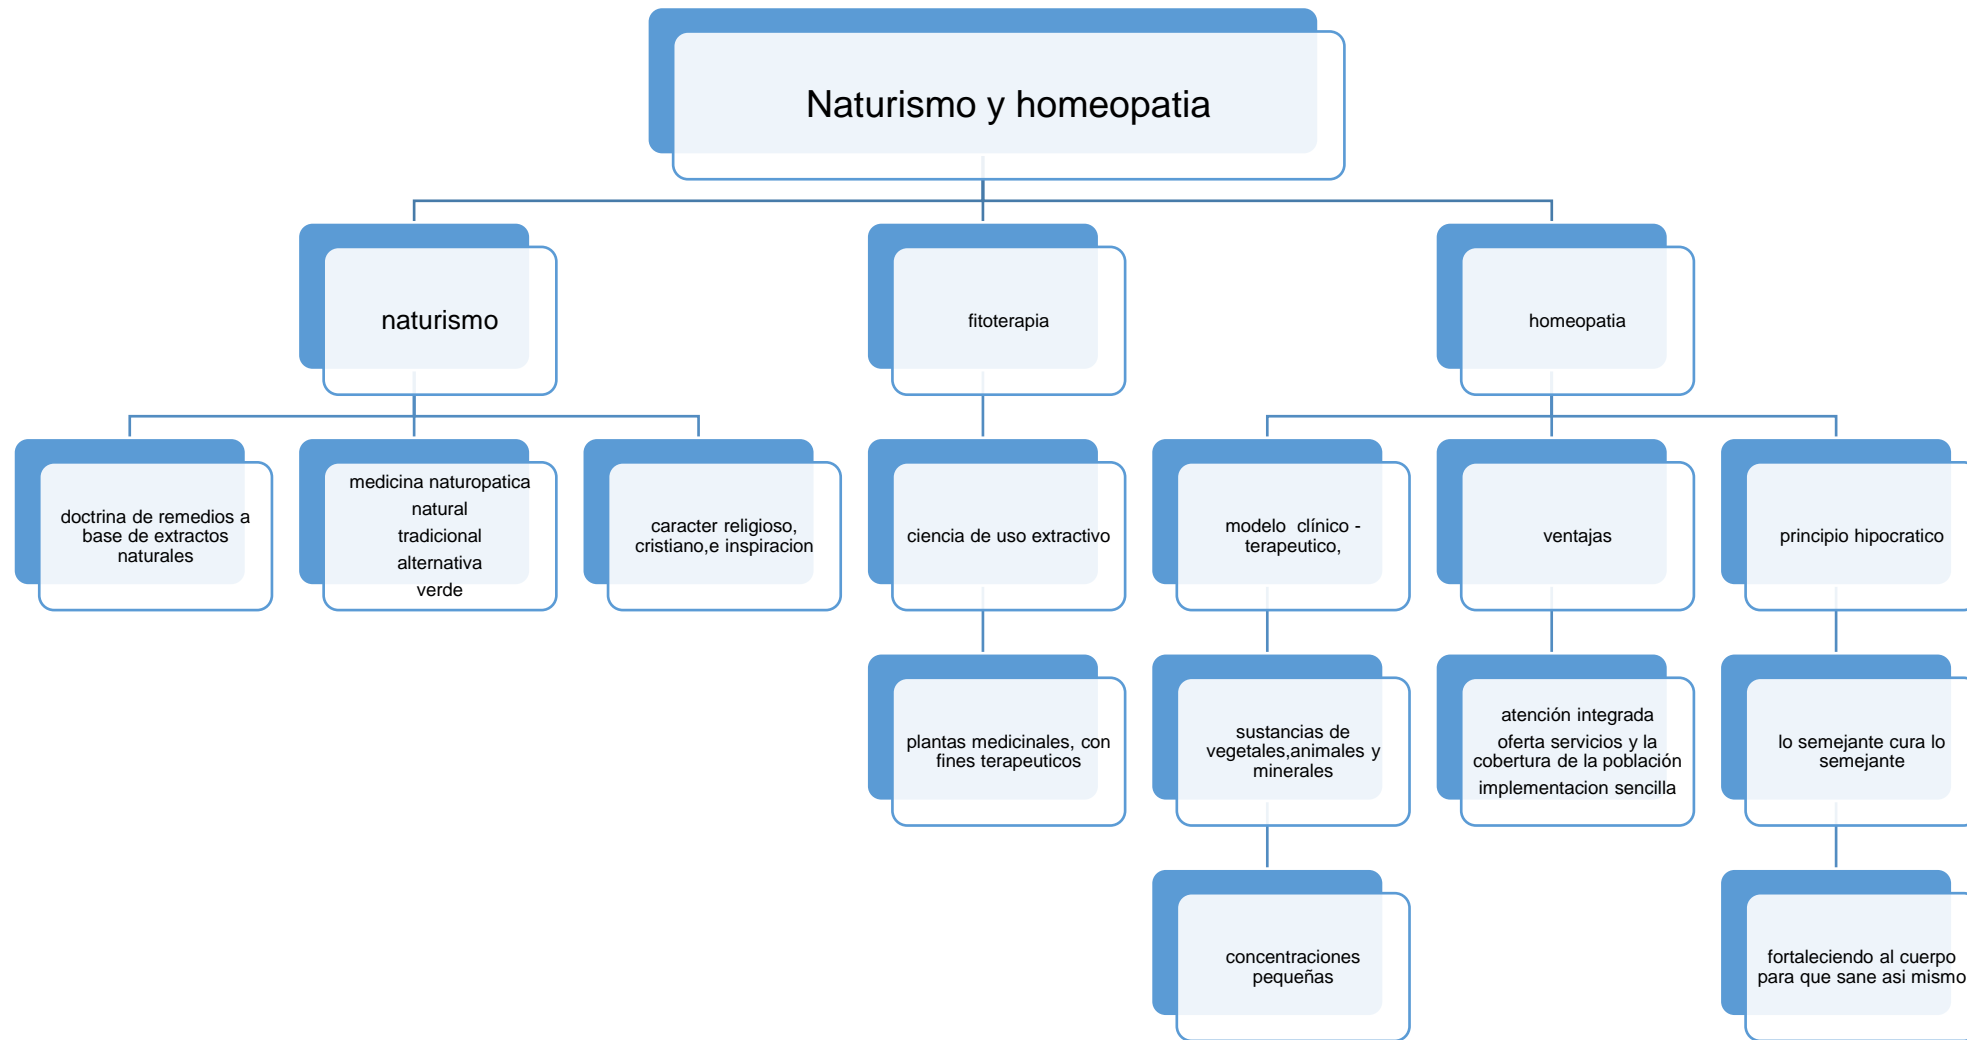 Naturismo y homeopatia
naturismo
fitoterapia
homeopatia
doctrina de remedios a
base de extractos
naturales
medicina naturopatica
natural
tradicional
alternativa
verde
caracter religioso,
cristiano,e inspiracion
ciencia de uso extractivo
modelo  clínico -
terapeutico,
ventajas
principio hipocratico
plantas medicinales, con
fines terapeuticos
sustancias de
vegetales,animales y
minerales
atención integrada
oferta servicios y la
cobertura de la población
implementacion sencilla
lo semejante cura lo
semejante
concentraciones
pequeñas
fortaleciendo al cuerpo
para que sane asi mismo